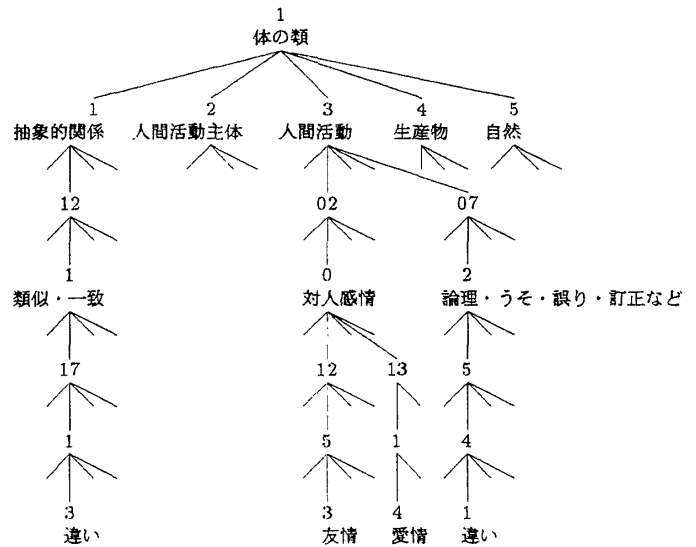 1
体の類
1 2 3 4 5
抽象的関係 人間活動主体 人間活動 生産物 自然
12 02 07
1 0 2
類似・一致 対人感情 論理・うそ・誤り・訂正など
17 12 13 5
1 5 1 4
3 3 4 1
違い 友情 愛情 違い